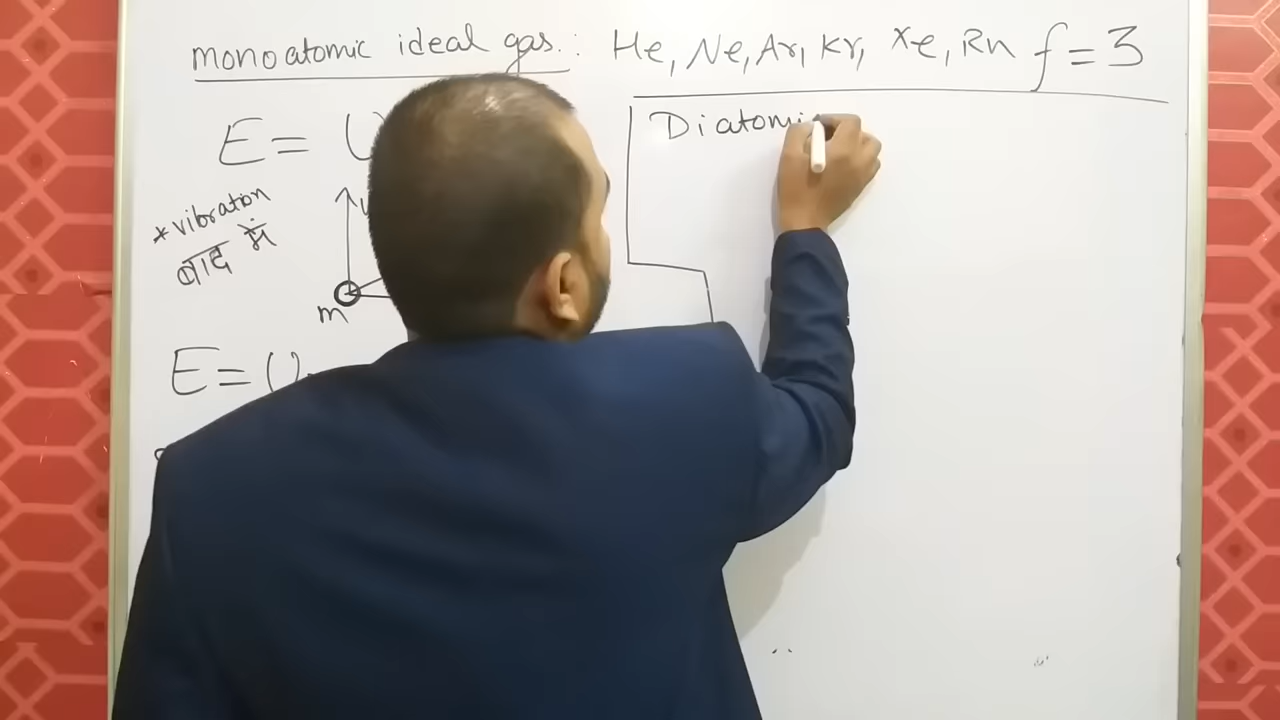 monoatomic ideal gas : He, Ne, Ar, Kr, Xe, Rn f = 3
E = U
Diatomi
* vibration
बाद में
m
E = U